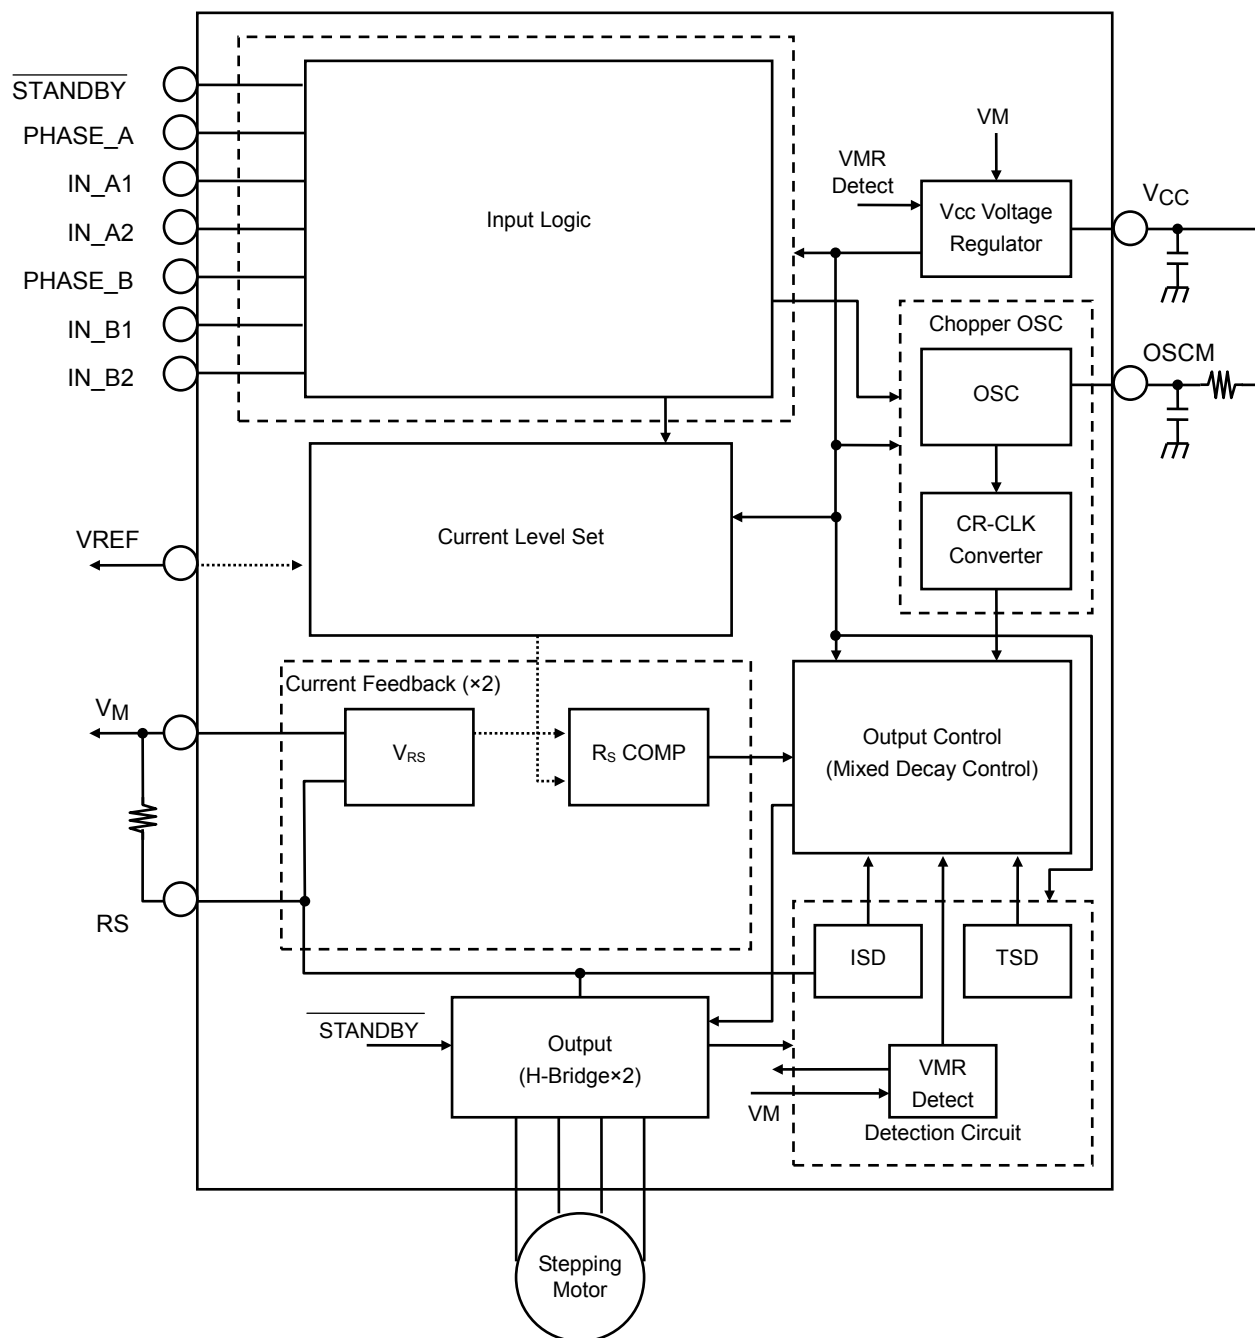 STANDBY
PHASE_A
IN_A1
IN_A2
PHASE_B
IN_B1
IN_B2
Input Logic
VM
VMR
Detect
Vcc Voltage
Regulator
VCC
Chopper OSC
OSC
OSCM
CR-CLK
Converter
VREF
Current Level Set
Current Feedback (×2)
VM
VRS
RS COMP
Output Control
(Mixed Decay Control)
RS
ISD
TSD
STANDBY
Output
(H-Bridge×2)
VMR
Detect
VM
Detection Circuit
Stepping
Motor